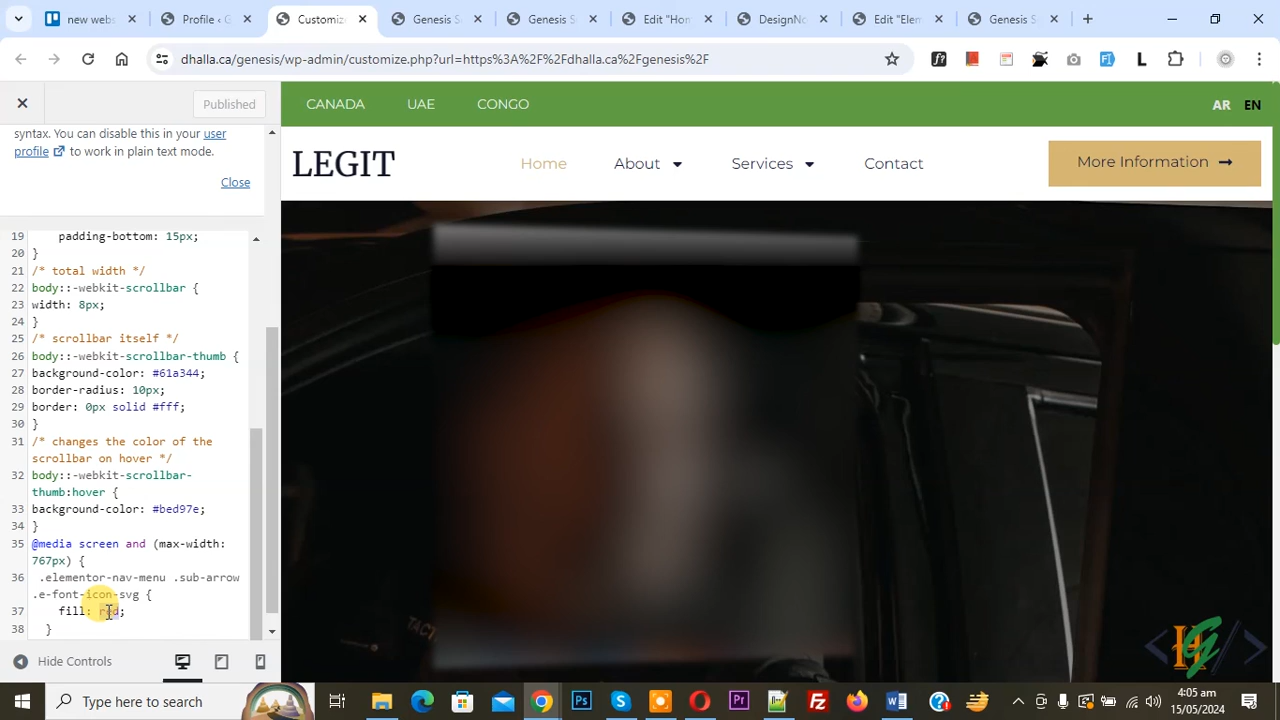 new webs
Profile ‹ G
Customize:
Genesis S
Genesis S
Edit "Hom
DesignNo
Edit "Elem
Genesis S
dhalla.ca/genesis/wp-admin/customize.php?url=https%3A%2F%2Fdhalla.ca%2Fgenesis%2F
Published
syntax. You can disable this in your user
profile to work in plain text mode.
Close
CANADA UAE CONGO AR EN
LEGIT Home About Services Contact More Information
19 padding-bottom: 15px;
20 }
21 /* total width */
22 body::-webkit-scrollbar {
23 width: 8px;
24 }
25 /* scrollbar itself */
26 body::-webkit-scrollbar-thumb {
27 background-color: #61a344;
28 border-radius: 10px;
29 border: 0px solid #fff;
30 }
31 /* changes the color of the
scrollbar on hover */
32 body::-webkit-scrollbar-
thumb:hover {
33 background-color: #bed97e;
34 }
35 @media screen and (max-width:
767px) {
36 .elementor-nav-menu .sub-arrow
.e-font-icon-svg {
37 fill: red;
38 }
TACT
Hide Controls
Type here to search
4:05 am
15/05/2024